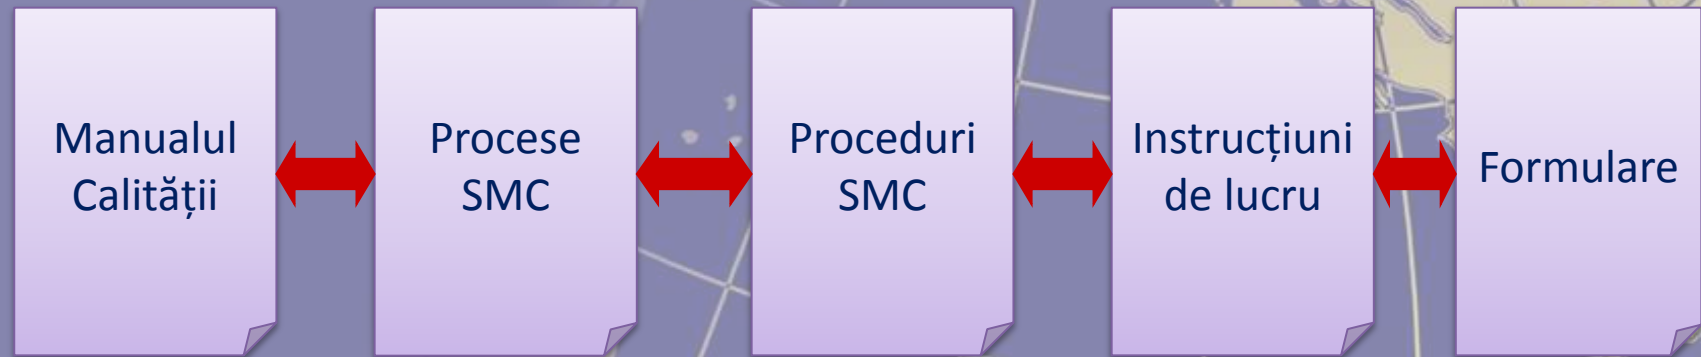 Manualul
Calității
Procese
SMC
Proceduri
SMC
Instrucțiuni
de lucru
Formulare